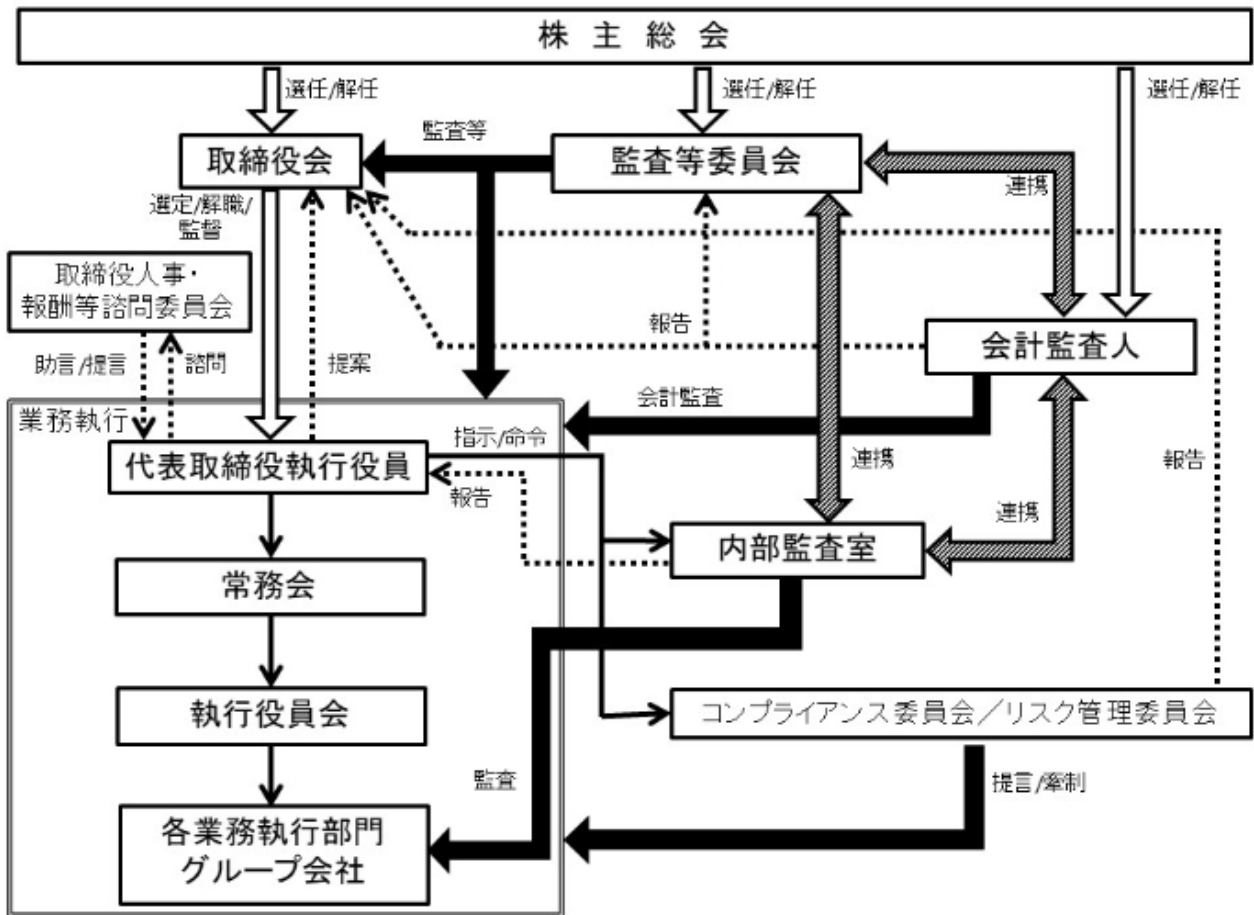 株主総会
選任/解任
選任/解任
選任/解任
監査等
取締役会
監査等委員会
連携
選定/解職/
監督
取締役人事・
報酬等諮問委員会
報告
会計監査人
助言/提言
諮問
提案
会計監査
業務執行
指示/命令
代表取締役執行役員
報告
連携
報告
連携
内部監査室
常務会
執行役員会
コンプライアンス委員会／リスク管理委員会
監査
提言/牽制
各業務執行部門
グループ会社